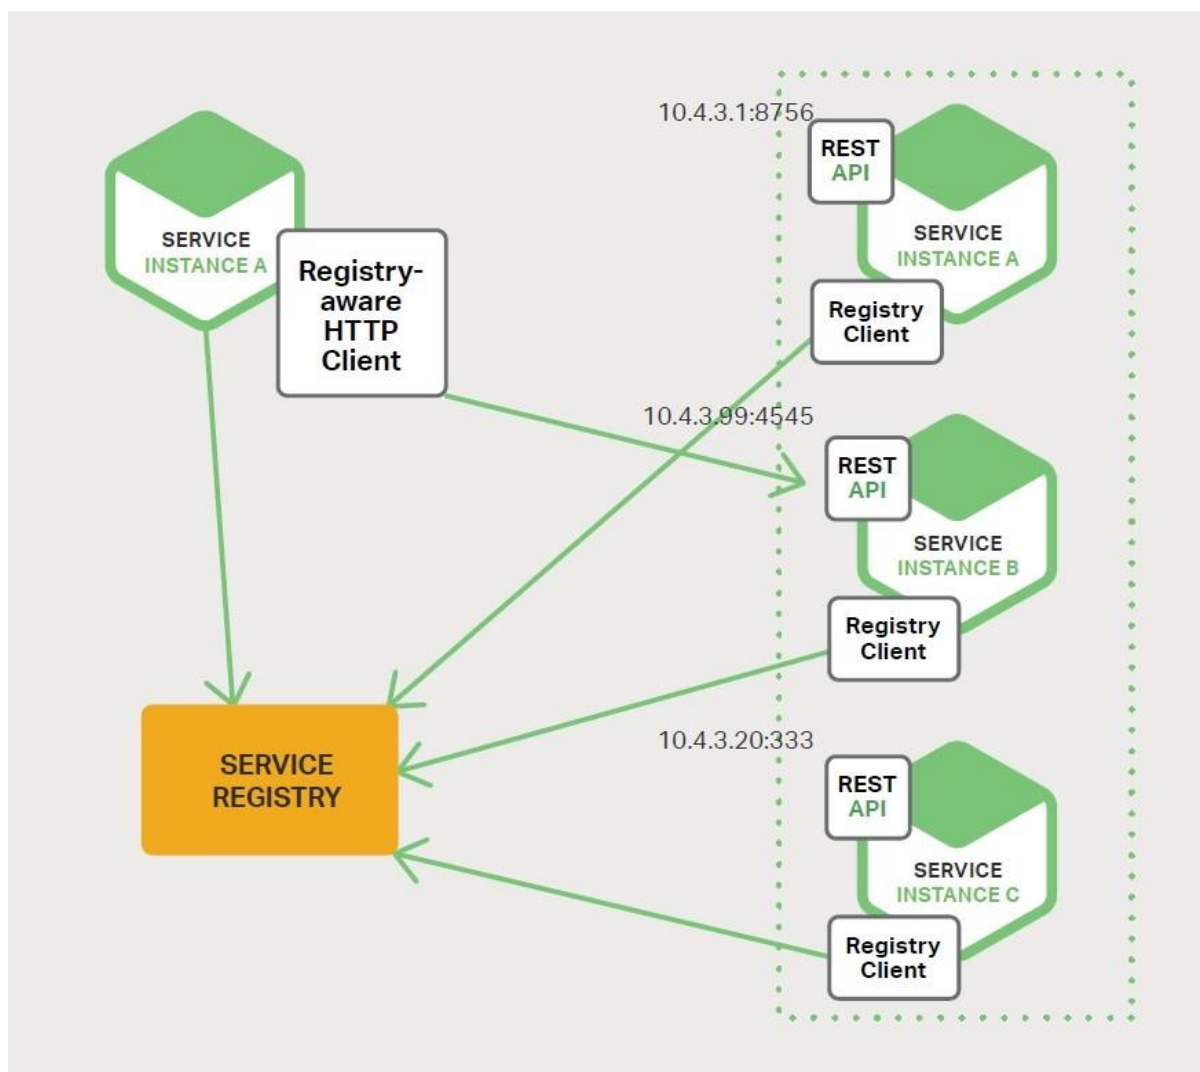 SERVICE
INSTANCE A
Registry-
aware
HTTP
Client
10.4.3.1:8756
REST
API
SERVICE
INSTANCE A
Registry
Client
10.4.3.99:4545
REST
API
SERVICE
INSTANCE B
Registry
Client
SERVICE
REGISTRY
10.4.3.20:333
REST
API
SERVICE
INSTANCE C
Registry
Client